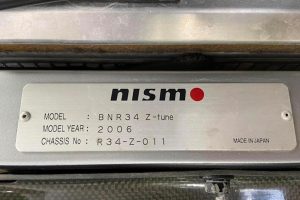 nismo
MODEL : BNR34 Z-tune
MODEL YEAR : 2006
CHASSIS No : R34-Z-011
MADE IN JAPAN